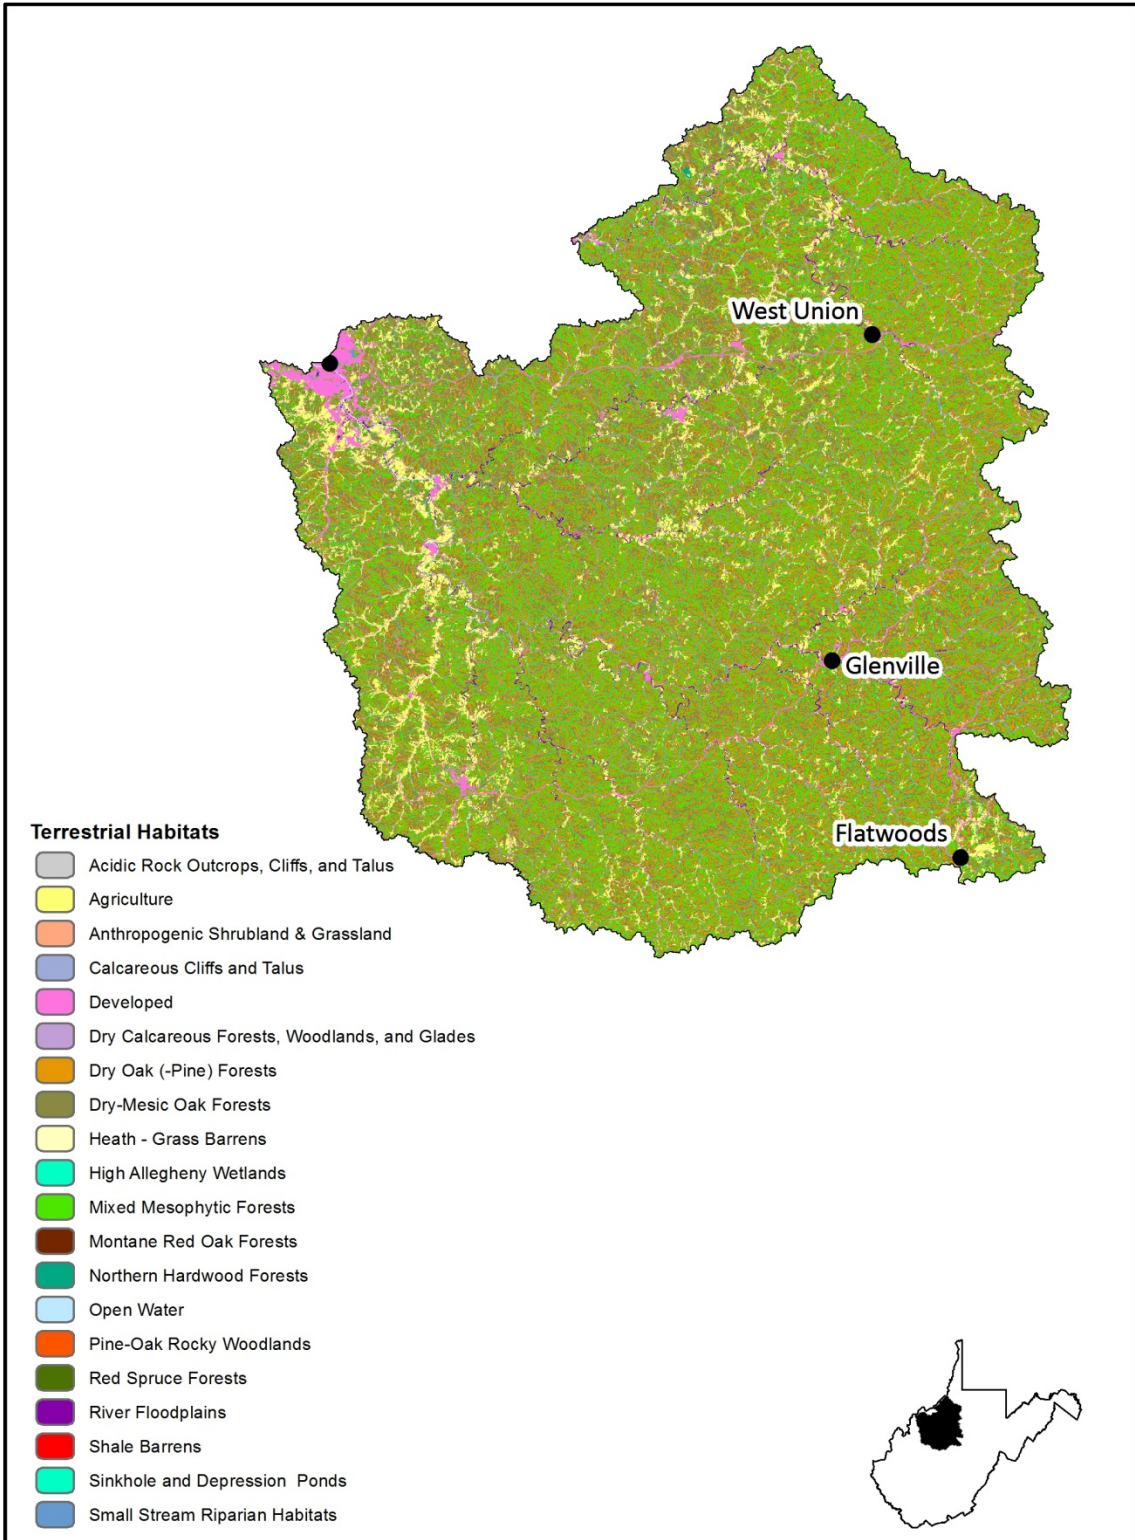 West Union
Glenville
Flatwoods
Terrestrial Habitats
Acidic Rock Outcrops, Cliffs, and Talus
Agriculture
Anthropogenic Shrubland & Grassland
Calcareous Cliffs and Talus
Developed
Dry Calcareous Forests, Woodlands, and Glades
Dry Oak (-Pine) Forests
Dry-Mesic Oak Forests
Heath - Grass Barrens
High Allegheny Wetlands
Mixed Mesophytic Forests
Montane Red Oak Forests
Northern Hardwood Forests
Open Water
Pine-Oak Rocky Woodlands
Red Spruce Forests
River Floodplains
Shale Barrens
Sinkhole and Depression  Ponds
Small Stream Riparian Habitats